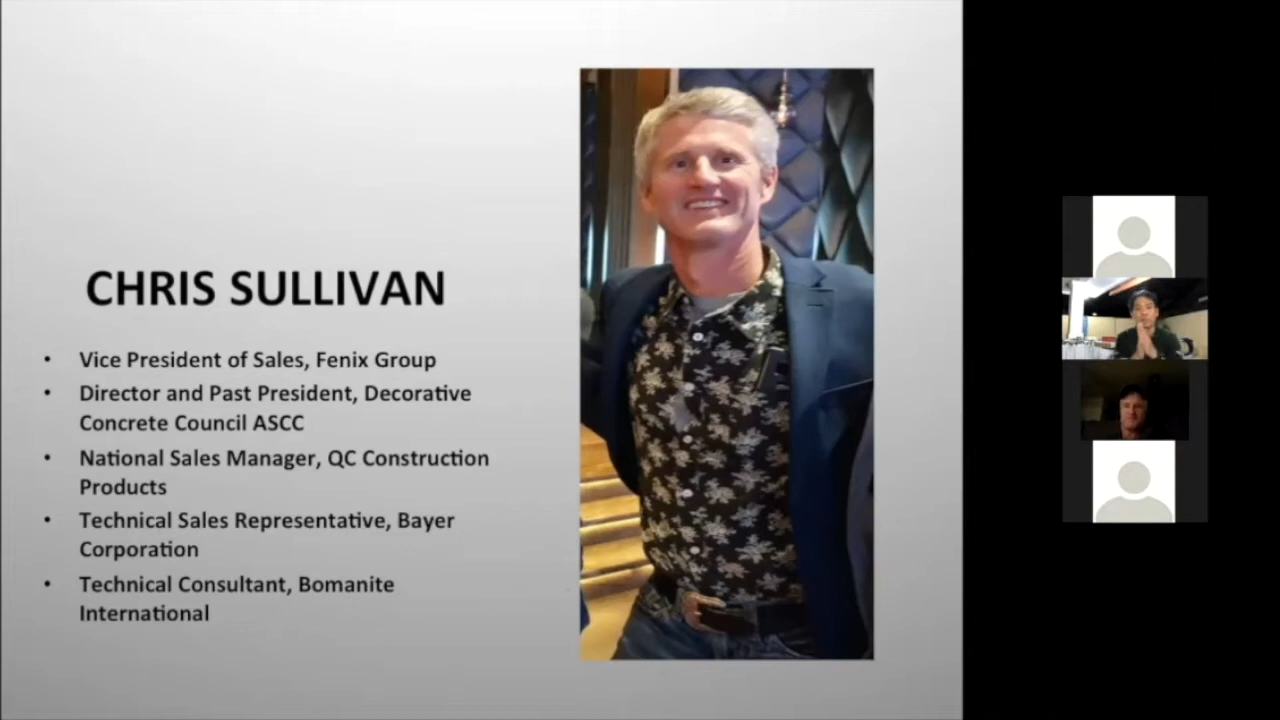 CHRIS SULLIVAN
• Vice President of Sales, Fenix Group
• Director and Past President, Decorative
Concrete Council ASCC
• National Sales Manager, QC Construction
Products
• Technical Sales Representative, Bayer
Corporation
• Technical Consultant, Bomanite
International